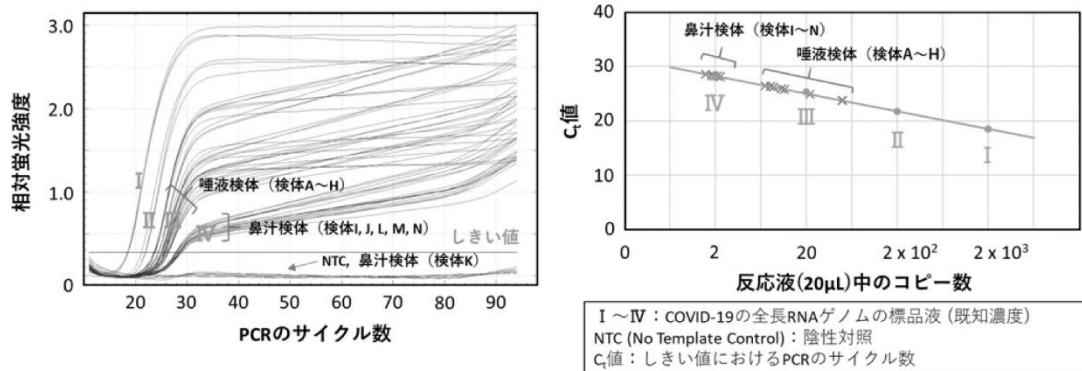 3.0
2.0
1.0
0
相対蛍光強度
Ⅰ
Ⅱ
Ⅲ
Ⅳ
唾液検体（検体A～H）
鼻汁検体（検体I, J, L, M, N）
しきい値
NTC, 鼻汁検体（検体K）
20 30 40 50 60 70 80 90
PCRのサイクル数
40
30
20
10
0
Ct値
鼻汁検体（検体I～N）
唾液検体（検体A～H）
Ⅳ
Ⅲ
Ⅱ
Ⅰ
0 2 20 2 x 10² 2 x 10³
反応液(20μL)中のコピー数
Ⅰ～Ⅳ：COVID-19の全長RNAゲノムの標品液 (既知濃度)
NTC (No Template Control)：陰性対照
Ct値：しきい値におけるPCRのサイクル数